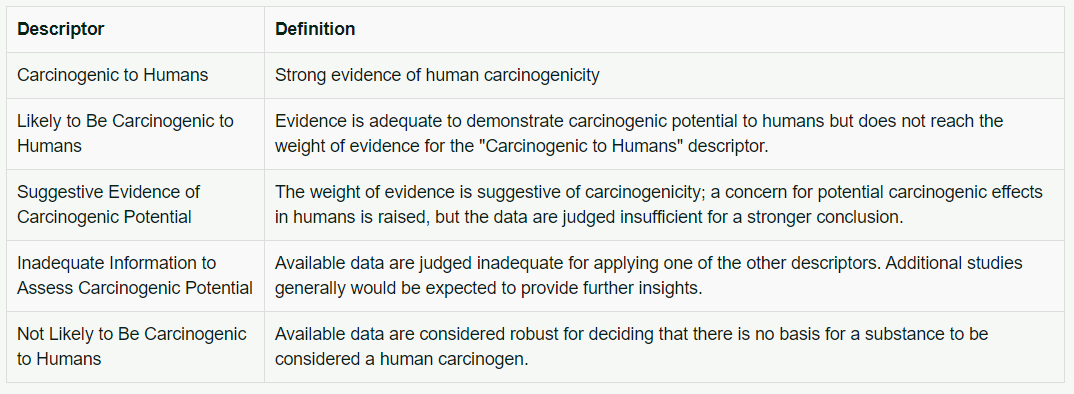 Descriptor Definition
Carcinogenic to Humans Strong evidence of human carcinogenicity
Likely to Be Carcinogenic to
Humans
Evidence is adequate to demonstrate carcinogenic potential to humans but does not reach the
weight of evidence for the "Carcinogenic to Humans" descriptor.
Suggestive Evidence of
Carcinogenic Potential
The weight of evidence is suggestive of carcinogenicity; a concern for potential carcinogenic effects
in humans is raised, but the data are judged insufficient for a stronger conclusion.
Inadequate Information to
Assess Carcinogenic Potential
Available data are judged inadequate for applying one of the other descriptors. Additional studies
generally would be expected to provide further insights.
Not Likely to Be Carcinogenic
to Humans
Available data are considered robust for deciding that there is no basis for a substance to be
considered a human carcinogen.